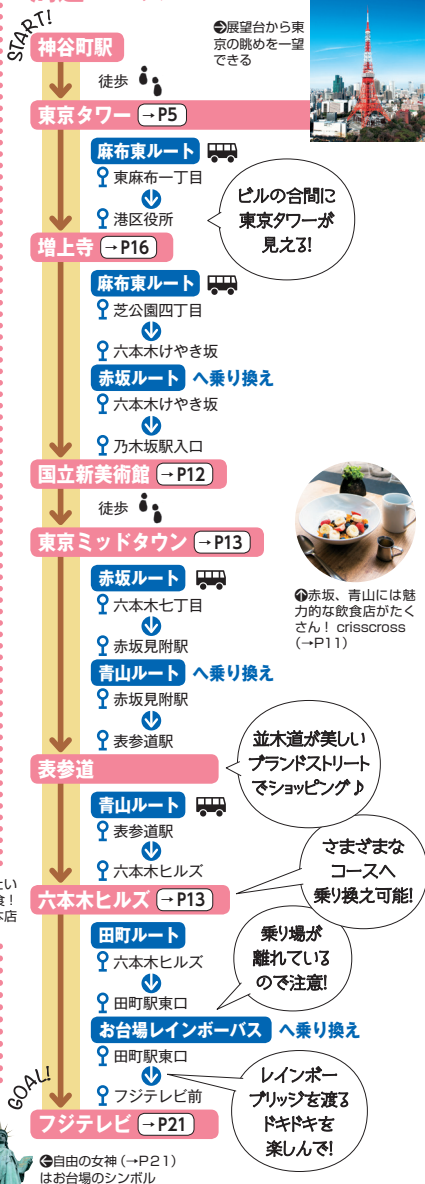 START!
神谷町駅
➲展望台から東
京の眺めを一望
できる
徒歩
東京タワー →P5
麻布東ルート
東麻布一丁目
港区役所
ビルの合間に
東京タワーが
見える!
増上寺 →P16
麻布東ルート
芝公園四丁目
六本木けやき坂
赤坂ルート へ乗り換え
六本木けやき坂
乃木坂駅入口
国立新美術館 →P12
徒歩
東京ミッドタウン →P13
赤坂ルート
六本木七丁目
赤坂見附駅
青山ルート へ乗り換え
赤坂見附駅
表参道駅
赤坂、青山には魅
力的な飲食店がたく
さん! crisscross
(→P11)
表参道
並木道が美しい
ブランドストリート
でショッピング♪
青山ルート
表参道駅
六本木ヒルズ
さまざまな
コースへ
乗り換え可能!
六本木ヒルズ →P13
田町ルート
六本木ヒルズ
田町駅東口
乗り場が
離れている
ので注意!
お台場レインボーバス へ乗り換え
田町駅東口
フジテレビ前
レインボー
ブリッジを渡る
ドキドキを
楽しんで!
GOAL!
フジテレビ →P21
自由の女神(→P21)
はお台場のシンボル